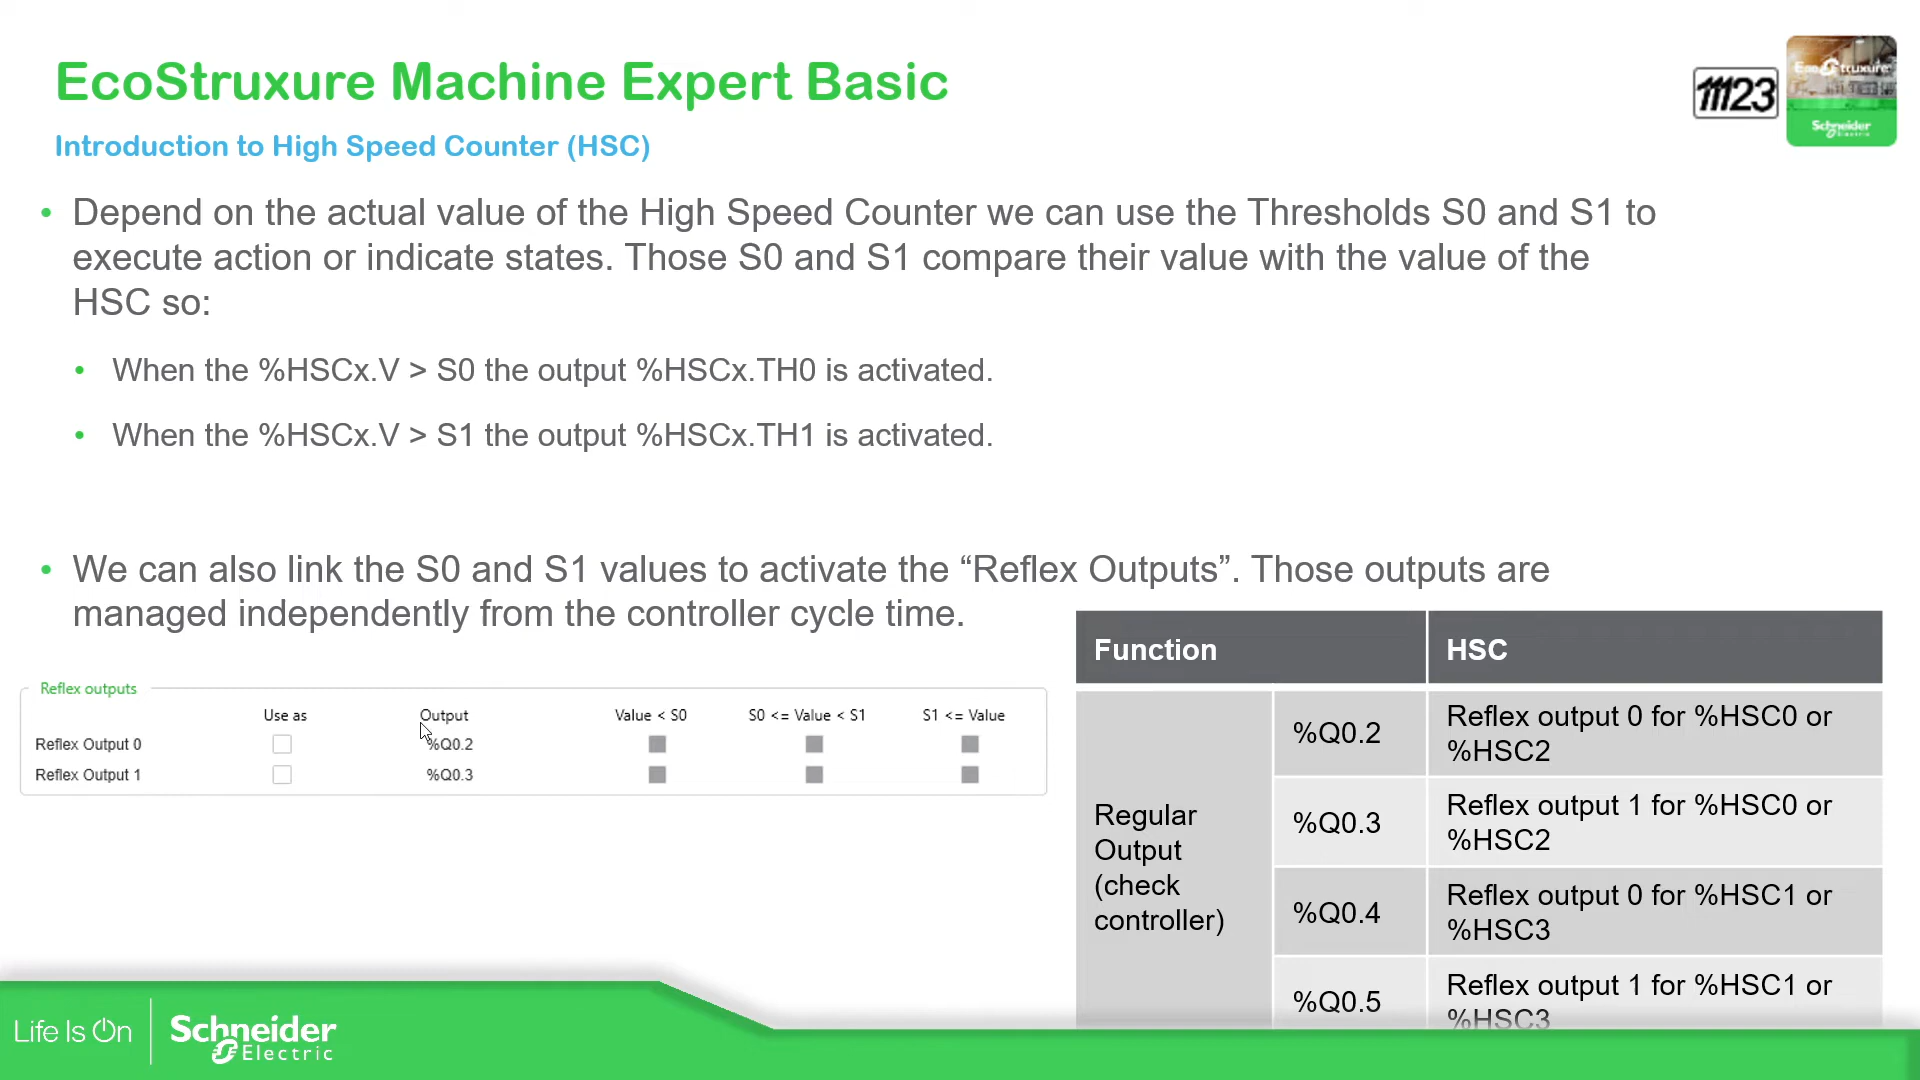 EcoStruxure Machine Expert Basic
Introduction to High Speed Counter (HSC)
11123
EcoStruxure
Schneider
Electric
• Depend on the actual value of the High Speed Counter we can use the Thresholds S0 and S1 to
execute action or indicate states. Those S0 and S1 compare their value with the value of the
HSC so:
• When the %HSCx.V > S0 the output %HSCx.TH0 is activated.
• When the %HSCx.V > S1 the output %HSCx.TH1 is activated.
• We can also link the S0 and S1 values to activate the “Reflex Outputs”. Those outputs are
managed independently from the controller cycle time.
Reflex outputs
Use as Output Value < S0 S0 <= Value < S1 S1 <= Value
Reflex Output 0 %Q0.2
Reflex Output 1 %Q0.3
Function HSC
Regular
Output
(check
controller)
%Q0.2 Reflex output 0 for %HSC0 or
%HSC2
%Q0.3 Reflex output 1 for %HSC0 or
%HSC2
%Q0.4 Reflex output 0 for %HSC1 or
%HSC3
%Q0.5 Reflex output 1 for %HSC1 or
%HSC3
Life Is On
Schneider
Electric